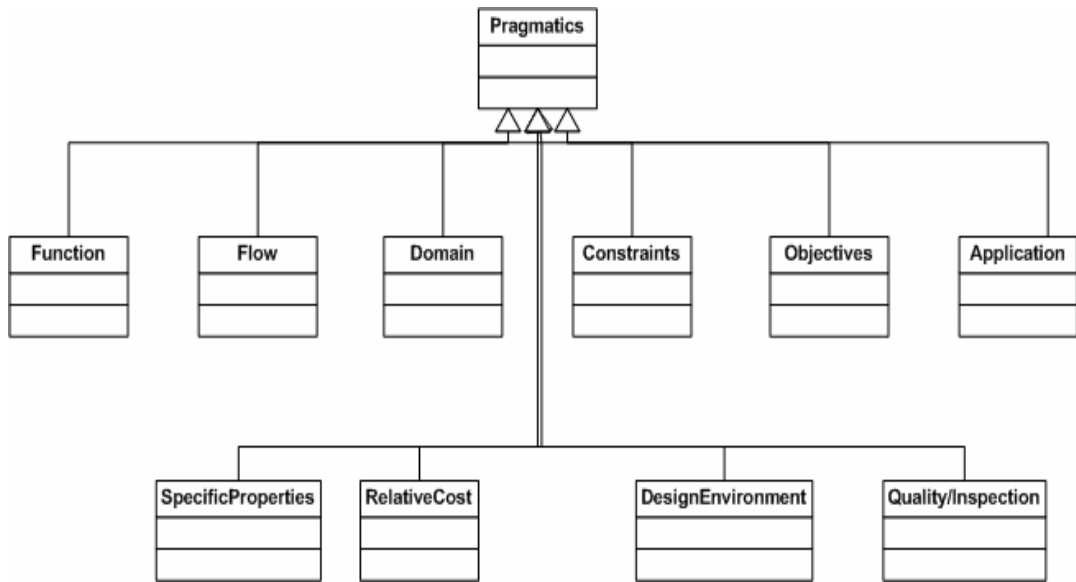 Pragmatics
Function
Flow
Domain
Constraints
Objectives
Application
SpecificProperties
RelativeCost
DesignEnvironment
Quality/Inspection